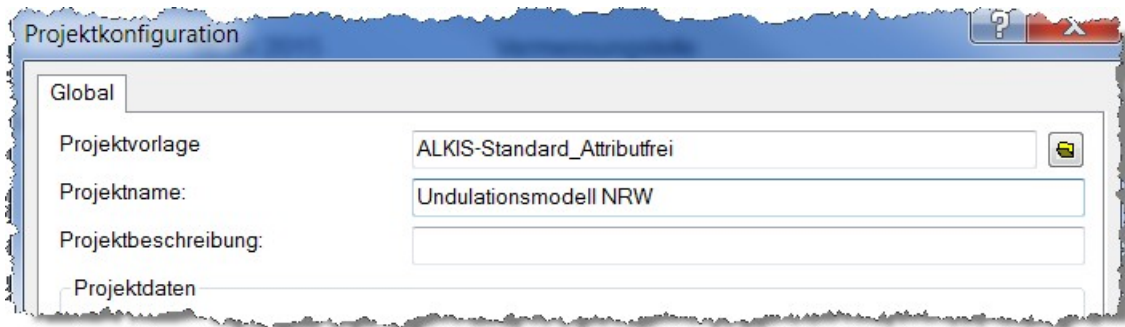 Projektkonfiguration
Global
Projektvorlage ALKIS-Standard_Attributfrei
Projektname: Undulationsmodell NRW
Projektbeschreibung:
Projektdaten